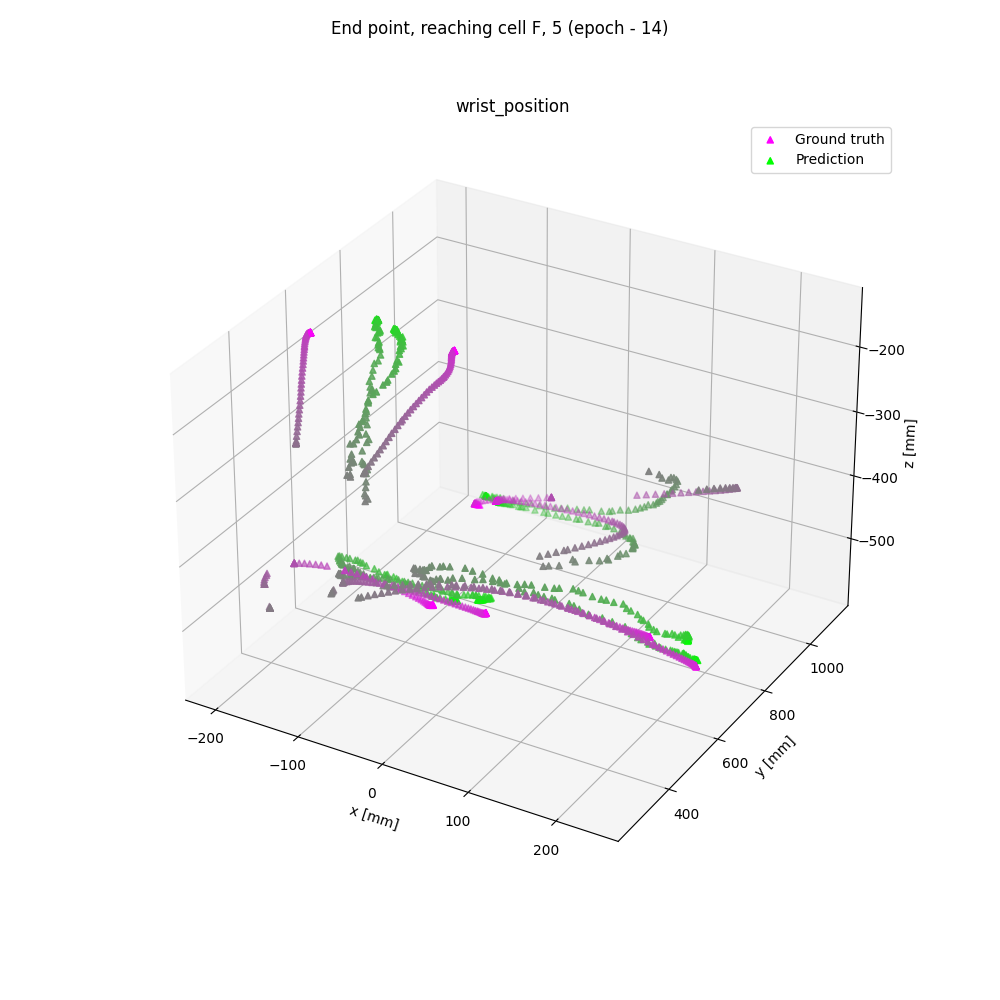 End point, reaching cell F, 5 (epoch - 14)
wrist_position
Ground truth
Prediction
−200
−300
−400
−500
z [mm]
1000
800
600
400
y [mm]
−200
−100
0
100
200
x [mm]